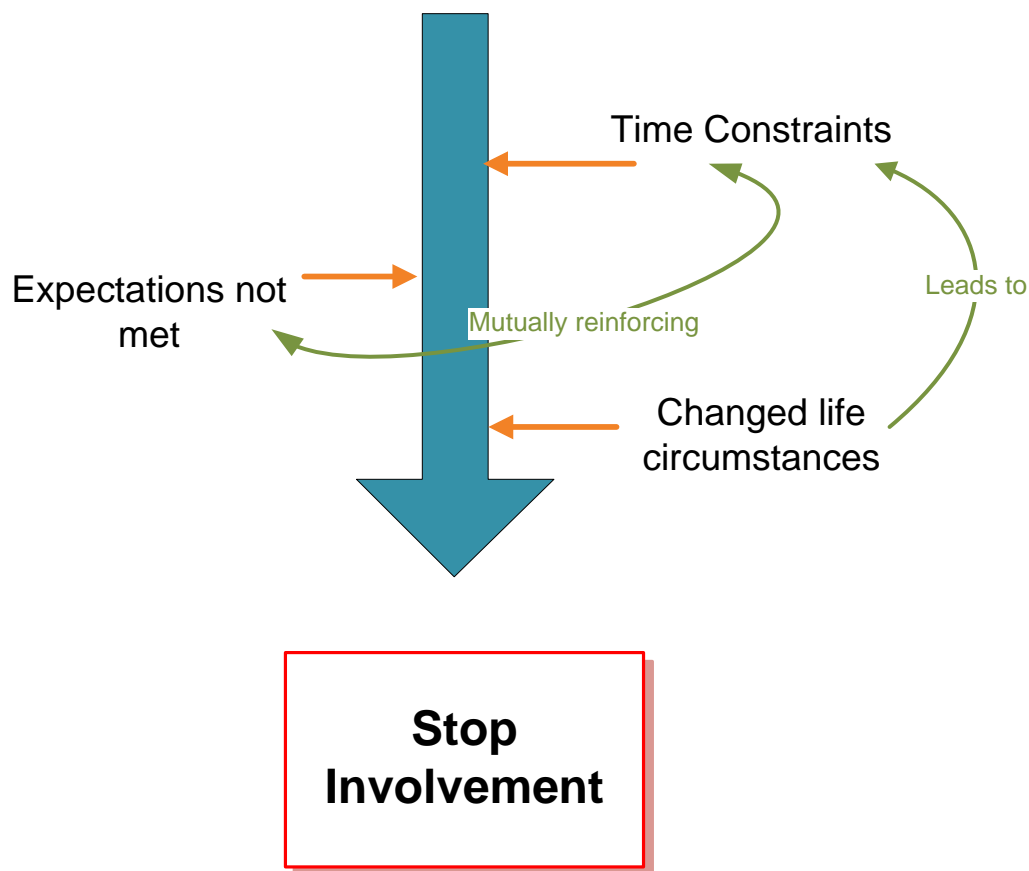 Time Constraints
Expectations not
met
Leads to
Mutually reinforcing
Changed life
circumstances
Stop
Involvement